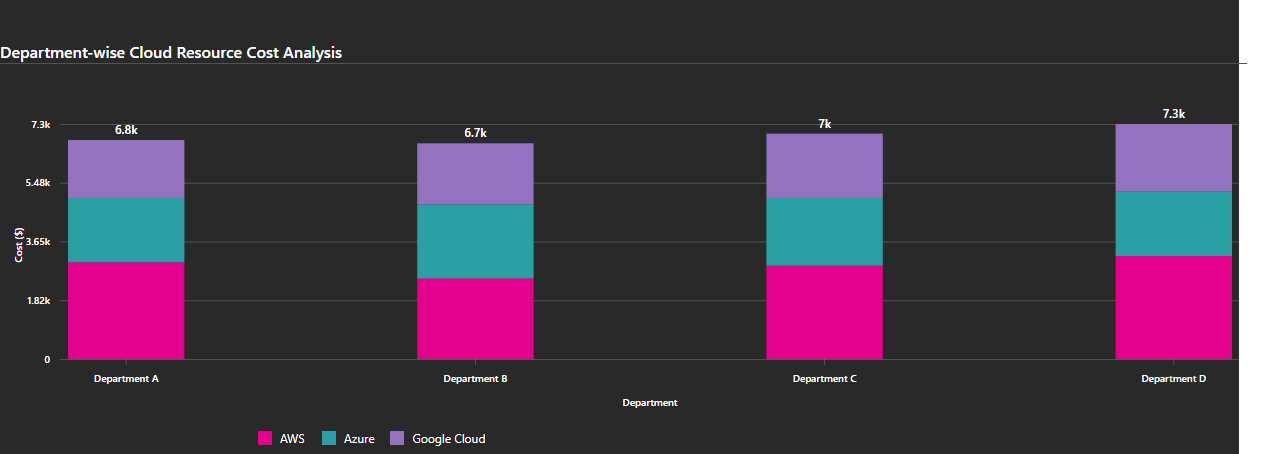 Department-wise Cloud Resource Cost Analysis
7.3k
6.8k
6.7k
7k
7.3k
5.48k
3.65k
1.82k
0
Cost ($)
Department A
Department B
Department C
Department D
Department
AWS
Azure
Google Cloud